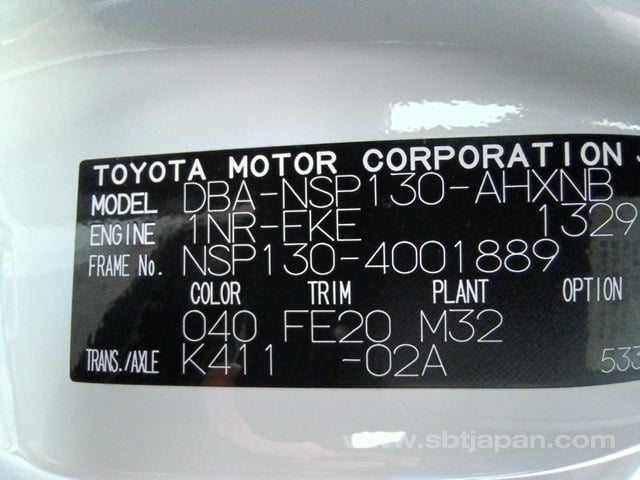 TOYOTA MOTOR CORPORATION
MODEL DBA-NSP130-AHXNB
ENGINE 1NR-FKE 1329
FRAME No. NSP130-4001889
COLOR TRIM PLANT OPTION
040 FE20 M32
TRANS./AXLE K411 -02A 533
www.sbtjapan.com